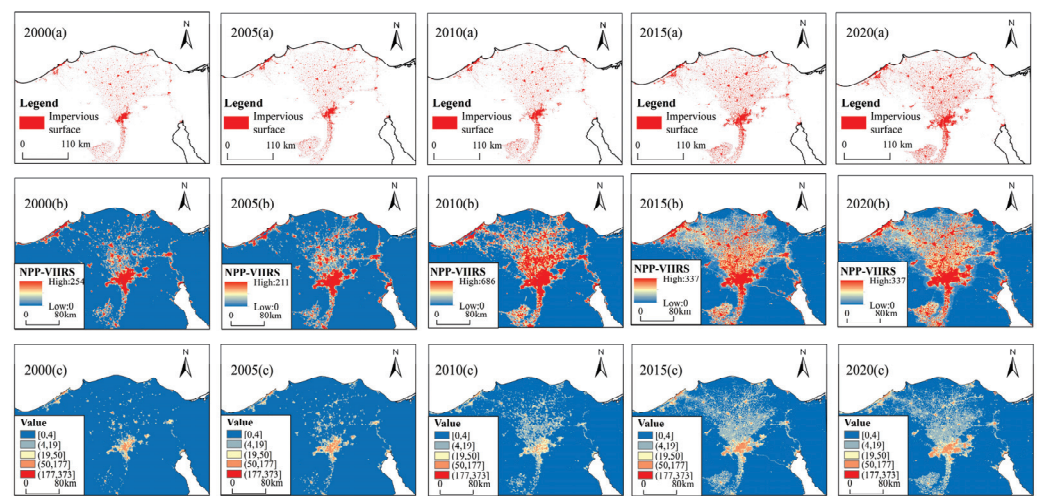 2000(a)
N
Legend
Impervious
surface
0 110 km
2005(a)
N
Legend
Impervious
surface
0 110 km
2010(a)
N
Legend
Impervious
surface
0 110 km
2015(a)
N
Legend
Impervious
surface
0 110 km
2020(a)
N
Legend
Impervious
surface
0 110 km
2000(b)
N
NPP-VIIRS
High:254
Low:0
0 80km
2005(b)
N
NPP-VIIRS
High:211
Low:0
0 80km
2010(b)
N
NPP-VIIRS
High:686
Low:0
0 80km
2015(b)
N
NPP-VIIRS
High:337
Low:0
0 80km
2020(b)
N
NPP-VIIRS
High:337
Low:0
0 80km
2000(c)
N
Value
[0,4]
(4,19]
(19,50]
(50,177]
(177,373]
0 80km
2005(c)
N
Value
[0,4]
(4,19]
(19,50]
(50,177]
(177,373]
0 80km
2010(c)
N
Value
[0,4]
(4,19]
(19,50]
(50,177]
(177,373]
0 80km
2015(c)
N
Value
[0,4]
(4,19]
(19,50]
(50,177]
(177,373]
0 80km
2020(c)
N
Value
[0,4]
(4,19]
(19,50]
(50,177]
(177,373]
0 80km